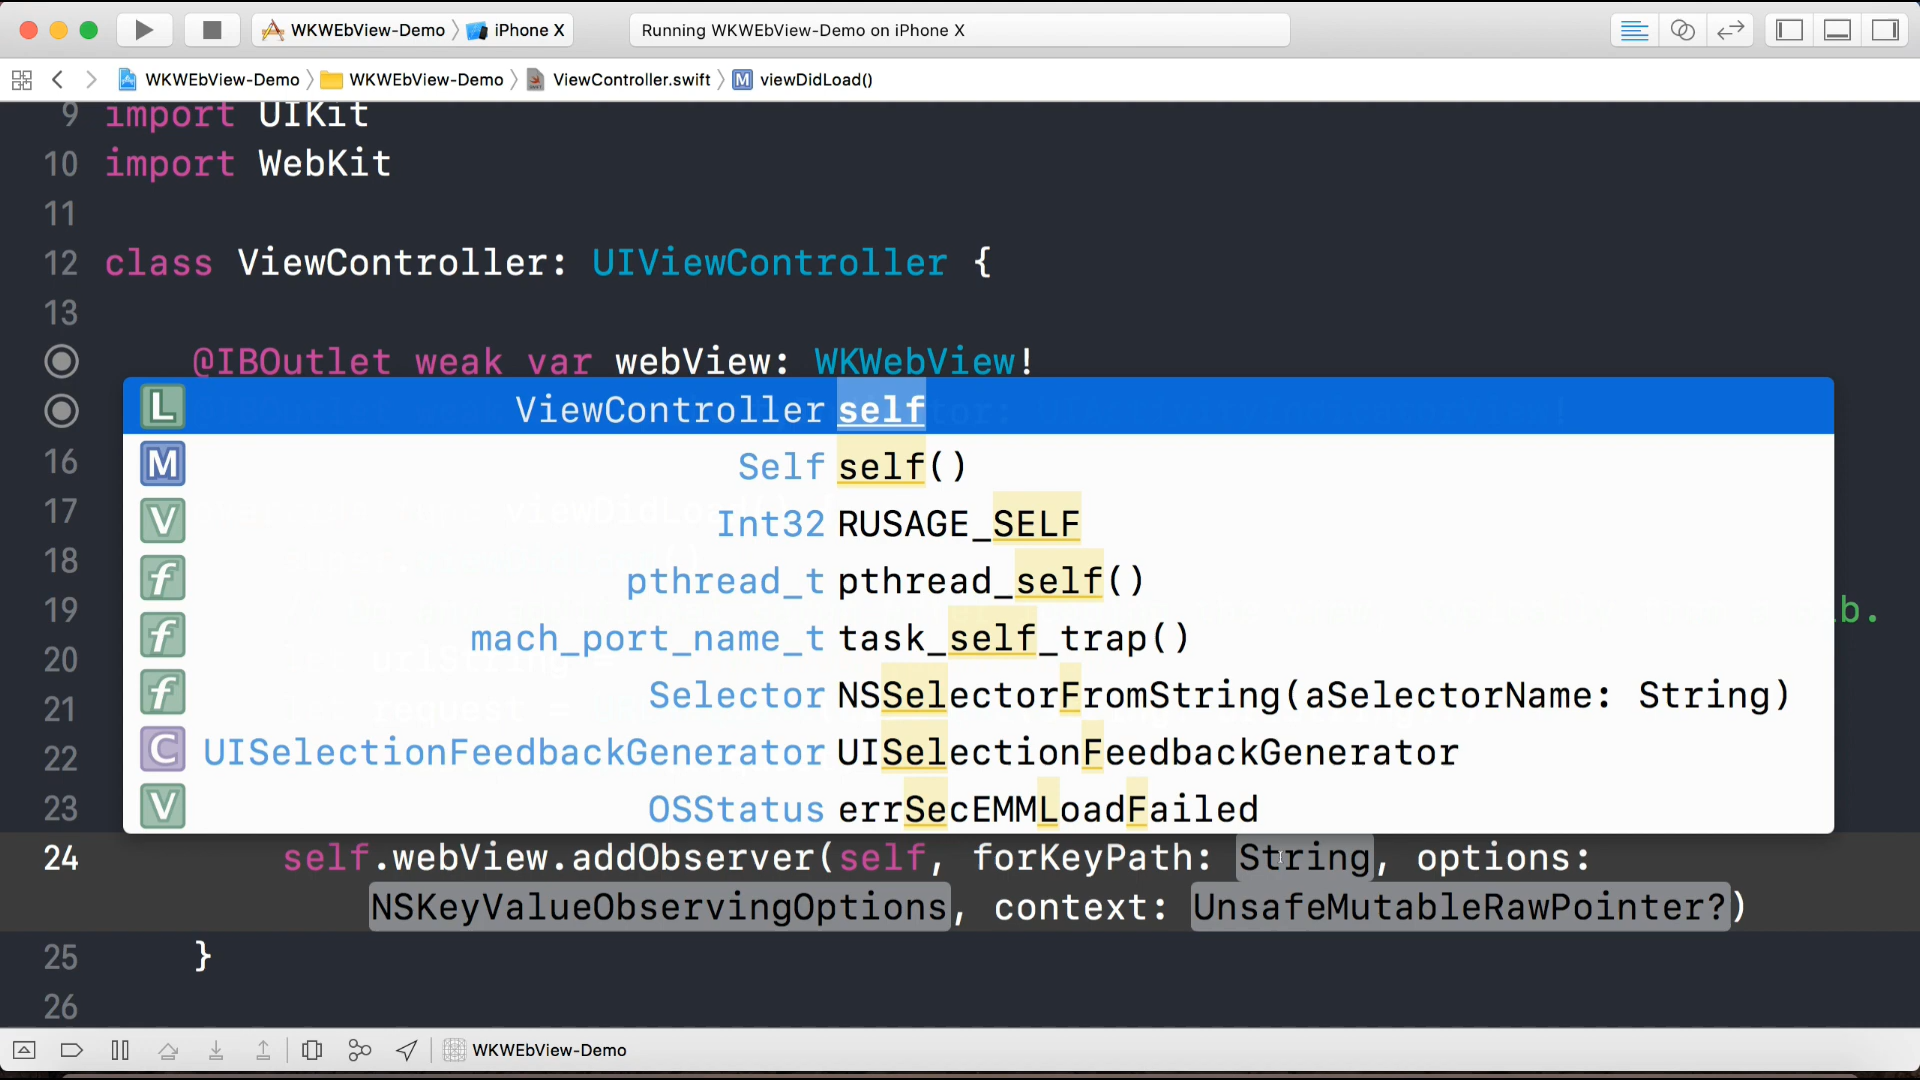 WKWEbView-Demo iPhone X Running WKWEbView-Demo on iPhone X
WKWEbView-Demo WKWEbView-Demo ViewController.swift M viewDidLoad()
9 import UIKit
10 import WebKit
11
12 class ViewController: UIViewController {
13
@IBOutlet weak var webView: WKWebView!
L ViewController self
M Self self()
V Int32 RUSAGE_SELF
f pthread_t pthread_self()
f mach_port_name_t task_self_trap()
f Selector NSSelectorFromString(aSelectorName: String)
C UISelectionFeedbackGenerator UISelectionFeedbackGenerator
V OSStatus errSecEMMLoadFailed
16
17
18
19 b.
20
21
22
23
24 self.webView.addObserver(self, forKeyPath: String, options:
NSKeyValueObservingOptions, context: UnsafeMutableRawPointer?)
25 }
26
WKWEbView-Demo